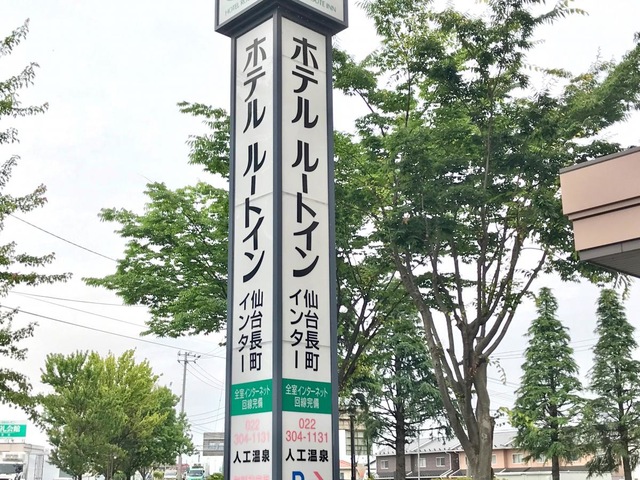 ホテル ルートイン
仙台長町
インター
全室インターネット
回線完備
022
304-1131
人工温泉
ホテル ルートイン
仙台長町
インター
全室インターネット
回線完備
022
304-1131
人工温泉
P